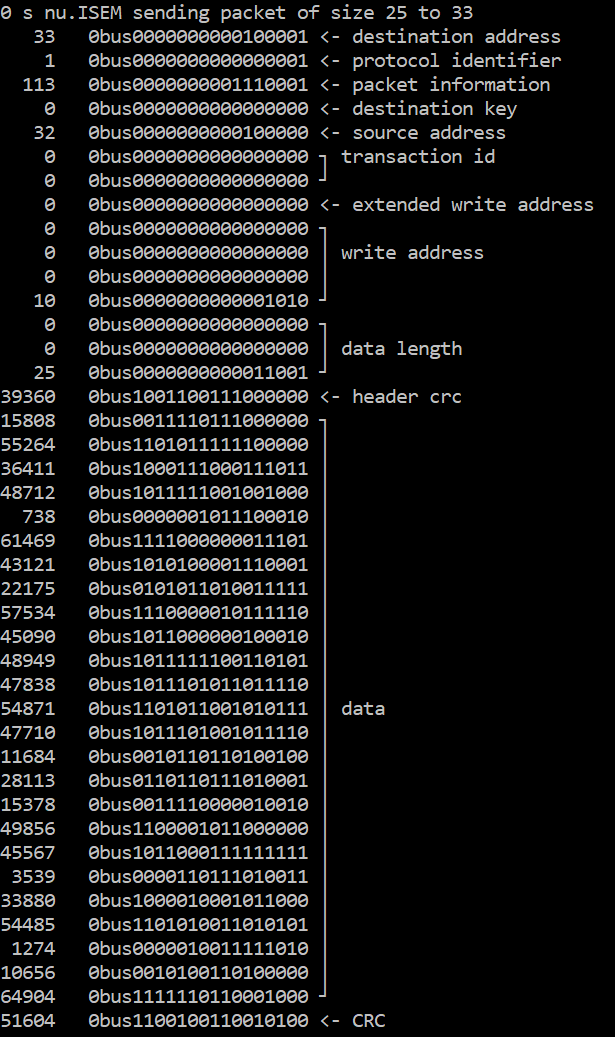 0 s nu.ISEM sending packet of size 25 to 33
33 0bus0000000000100001 <- destination address
1 0bus0000000000000001 <- protocol identifier
113 0bus0000000001110001 <- packet information
0 0bus0000000000000000 <- destination key
32 0bus0000000000100000 <- source address
0 0bus0000000000000000 ┐ transaction id
0 0bus0000000000000000 ┘
0 0bus0000000000000000 <- extended write address
0 0bus0000000000000000 ┐
0 0bus0000000000000000 │ write address
0 0bus0000000000000000 │
10 0bus0000000000001010 ┘
0 0bus0000000000000000 ┐
0 0bus0000000000000000 │ data length
25 0bus0000000000011001 ┘
39360 0bus1001100111000000 <- header crc
15808 0bus0011110111000000 ┐
55264 0bus1101011111100000 │
36411 0bus1000111000111011 │
48712 0bus1011111001001000 │
738 0bus0000001011100010 │
61469 0bus1111000000011101 │
43121 0bus1010100001110001 │
22175 0bus0101011010011111 │
57534 0bus1110000010111110 │
45090 0bus1011000000100010 │
48949 0bus1011111100110101 │
47838 0bus1011101011011110 │
54871 0bus1101011001010111 │ data
47710 0bus1011101001011110 │
11684 0bus0010110110100100 │
28113 0bus0110110111010001 │
15378 0bus0011110000010010 │
49856 0bus1100001011000000 │
45567 0bus1011000111111111 │
3539 0bus0000110111010011 │
33880 0bus1000010001011000 │
54485 0bus1101010011010101 │
1274 0bus0000010011111010 │
10656 0bus0010100110100000 │
64904 0bus1111110110001000 ┘
51604 0bus1100100110010100 <- CRC